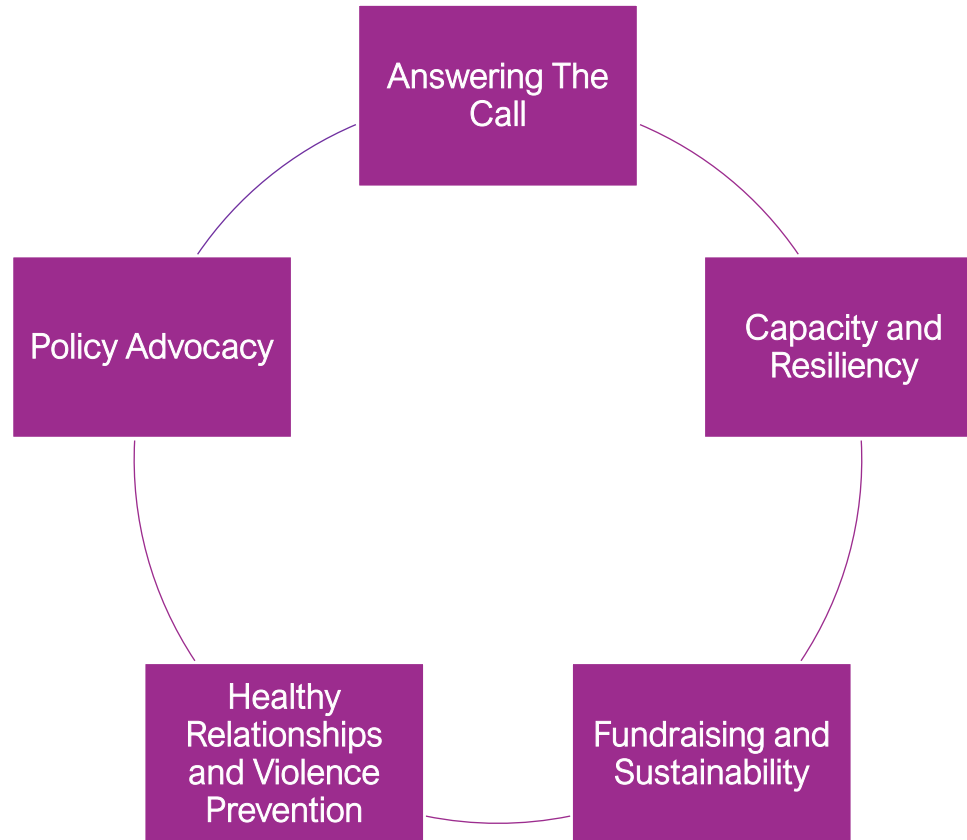 Answering The
Call
Capacity and
Resiliency
Fundraising and
Sustainability
Healthy
Relationships
and Violence
Prevention
Policy Advocacy